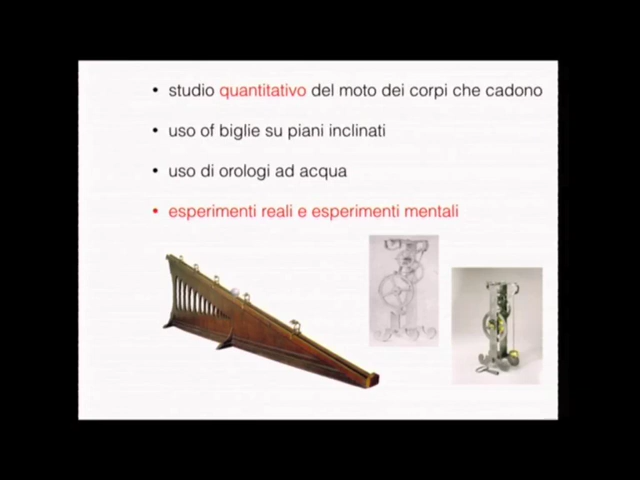 • studio quantitativo del moto dei corpi che cadono
• uso of biglie su piani inclinati
• uso di orologi ad acqua
• esperimenti reali e esperimenti mentali